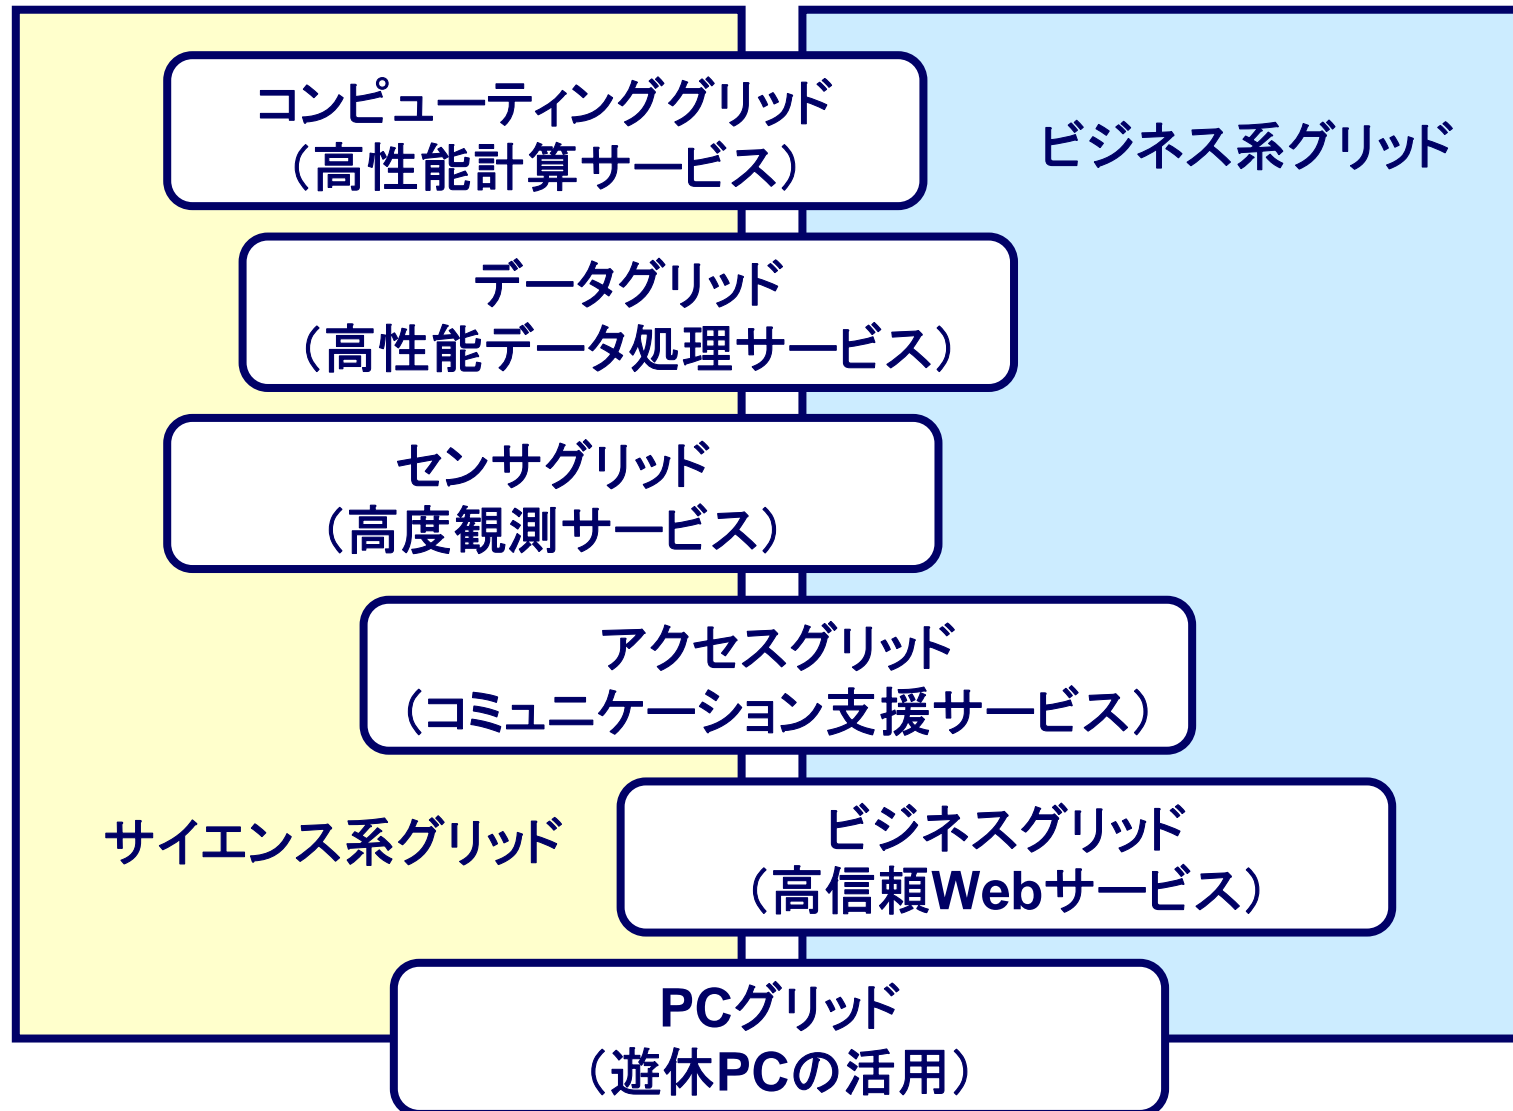 コンピューティンググリッド
（高性能計算サービス）
ビジネス系グリッド
データグリッド
（高性能データ処理サービス）
センサグリッド
（高度観測サービス）
アクセスグリッド
（コミュニケーション支援サービス）
サイエンス系グリッド
ビジネスグリッド
（高信頼Webサービス）
PCグリッド
（遊休PCの活用）